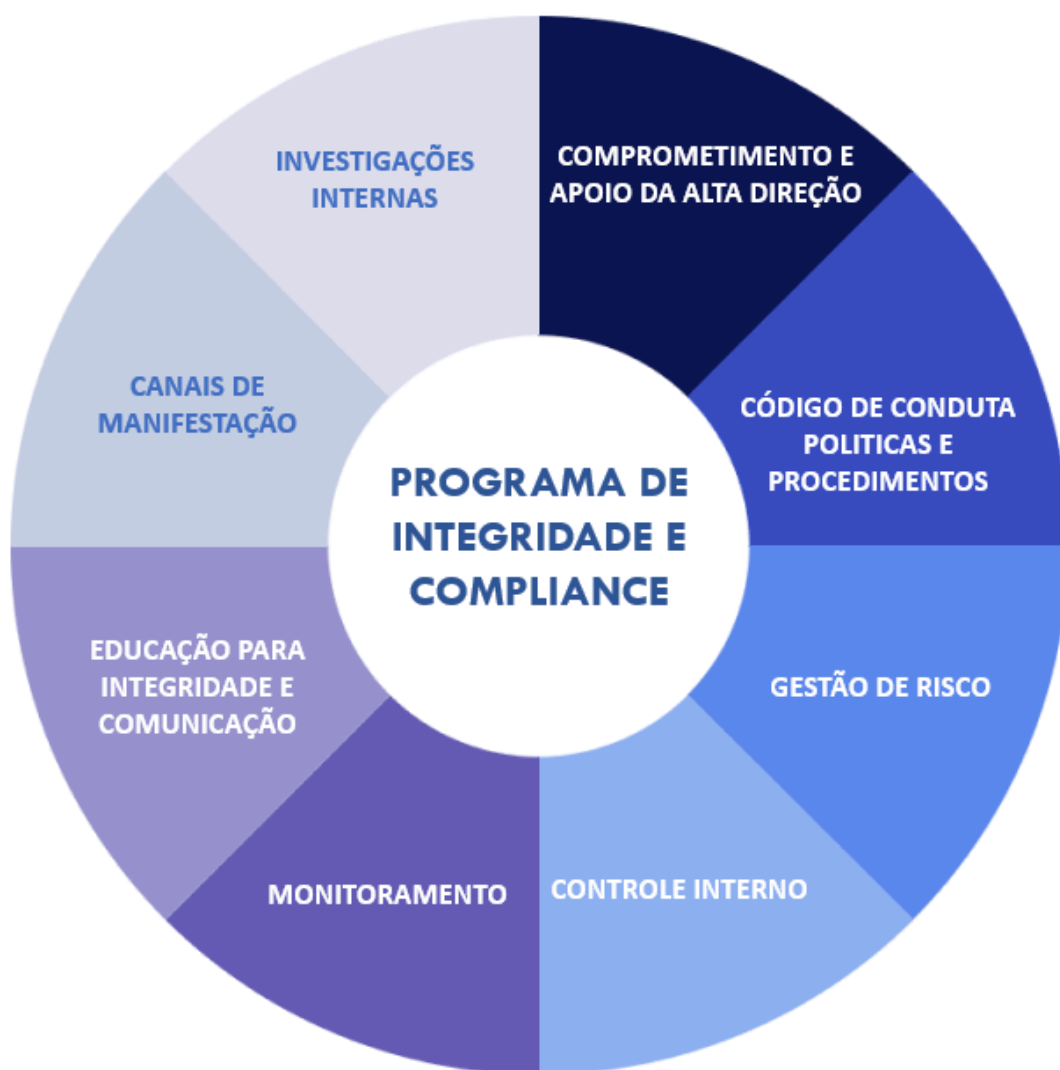 COMPROMETIMENTO E
APOIO DA ALTA DIREÇÃO
CÓDIGO DE CONDUTA
POLITICAS E
PROCEDIMENTOS
GESTÃO DE RISCO
CONTROLE INTERNO
MONITORAMENTO
EDUCAÇÃO PARA
INTEGRIDADE E
COMUNICAÇÃO
CANAIS DE
MANIFESTAÇÃO
INVESTIGAÇÕES
INTERNAS
PROGRAMA DE
INTEGRIDADE E
COMPLIANCE